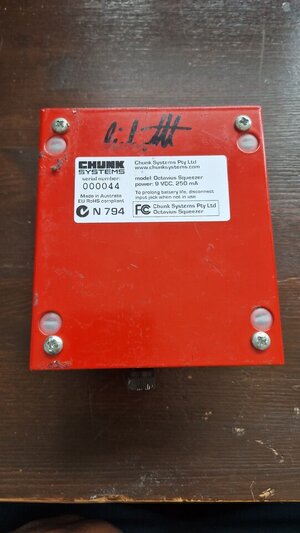 CHUNK
SYSTEMS
serial number:
000044
Made in Australia
EU RoHS compliant
N 794
Chunk Systems Pty Ltd
www.chunksystems.com
model: Octavius Squeezer
power: 9 VDC, 250 mA
To prolong battery life, disconnect
input jack when not in use.
FC Chunk Systems Pty Ltd
Octavius Squeezer